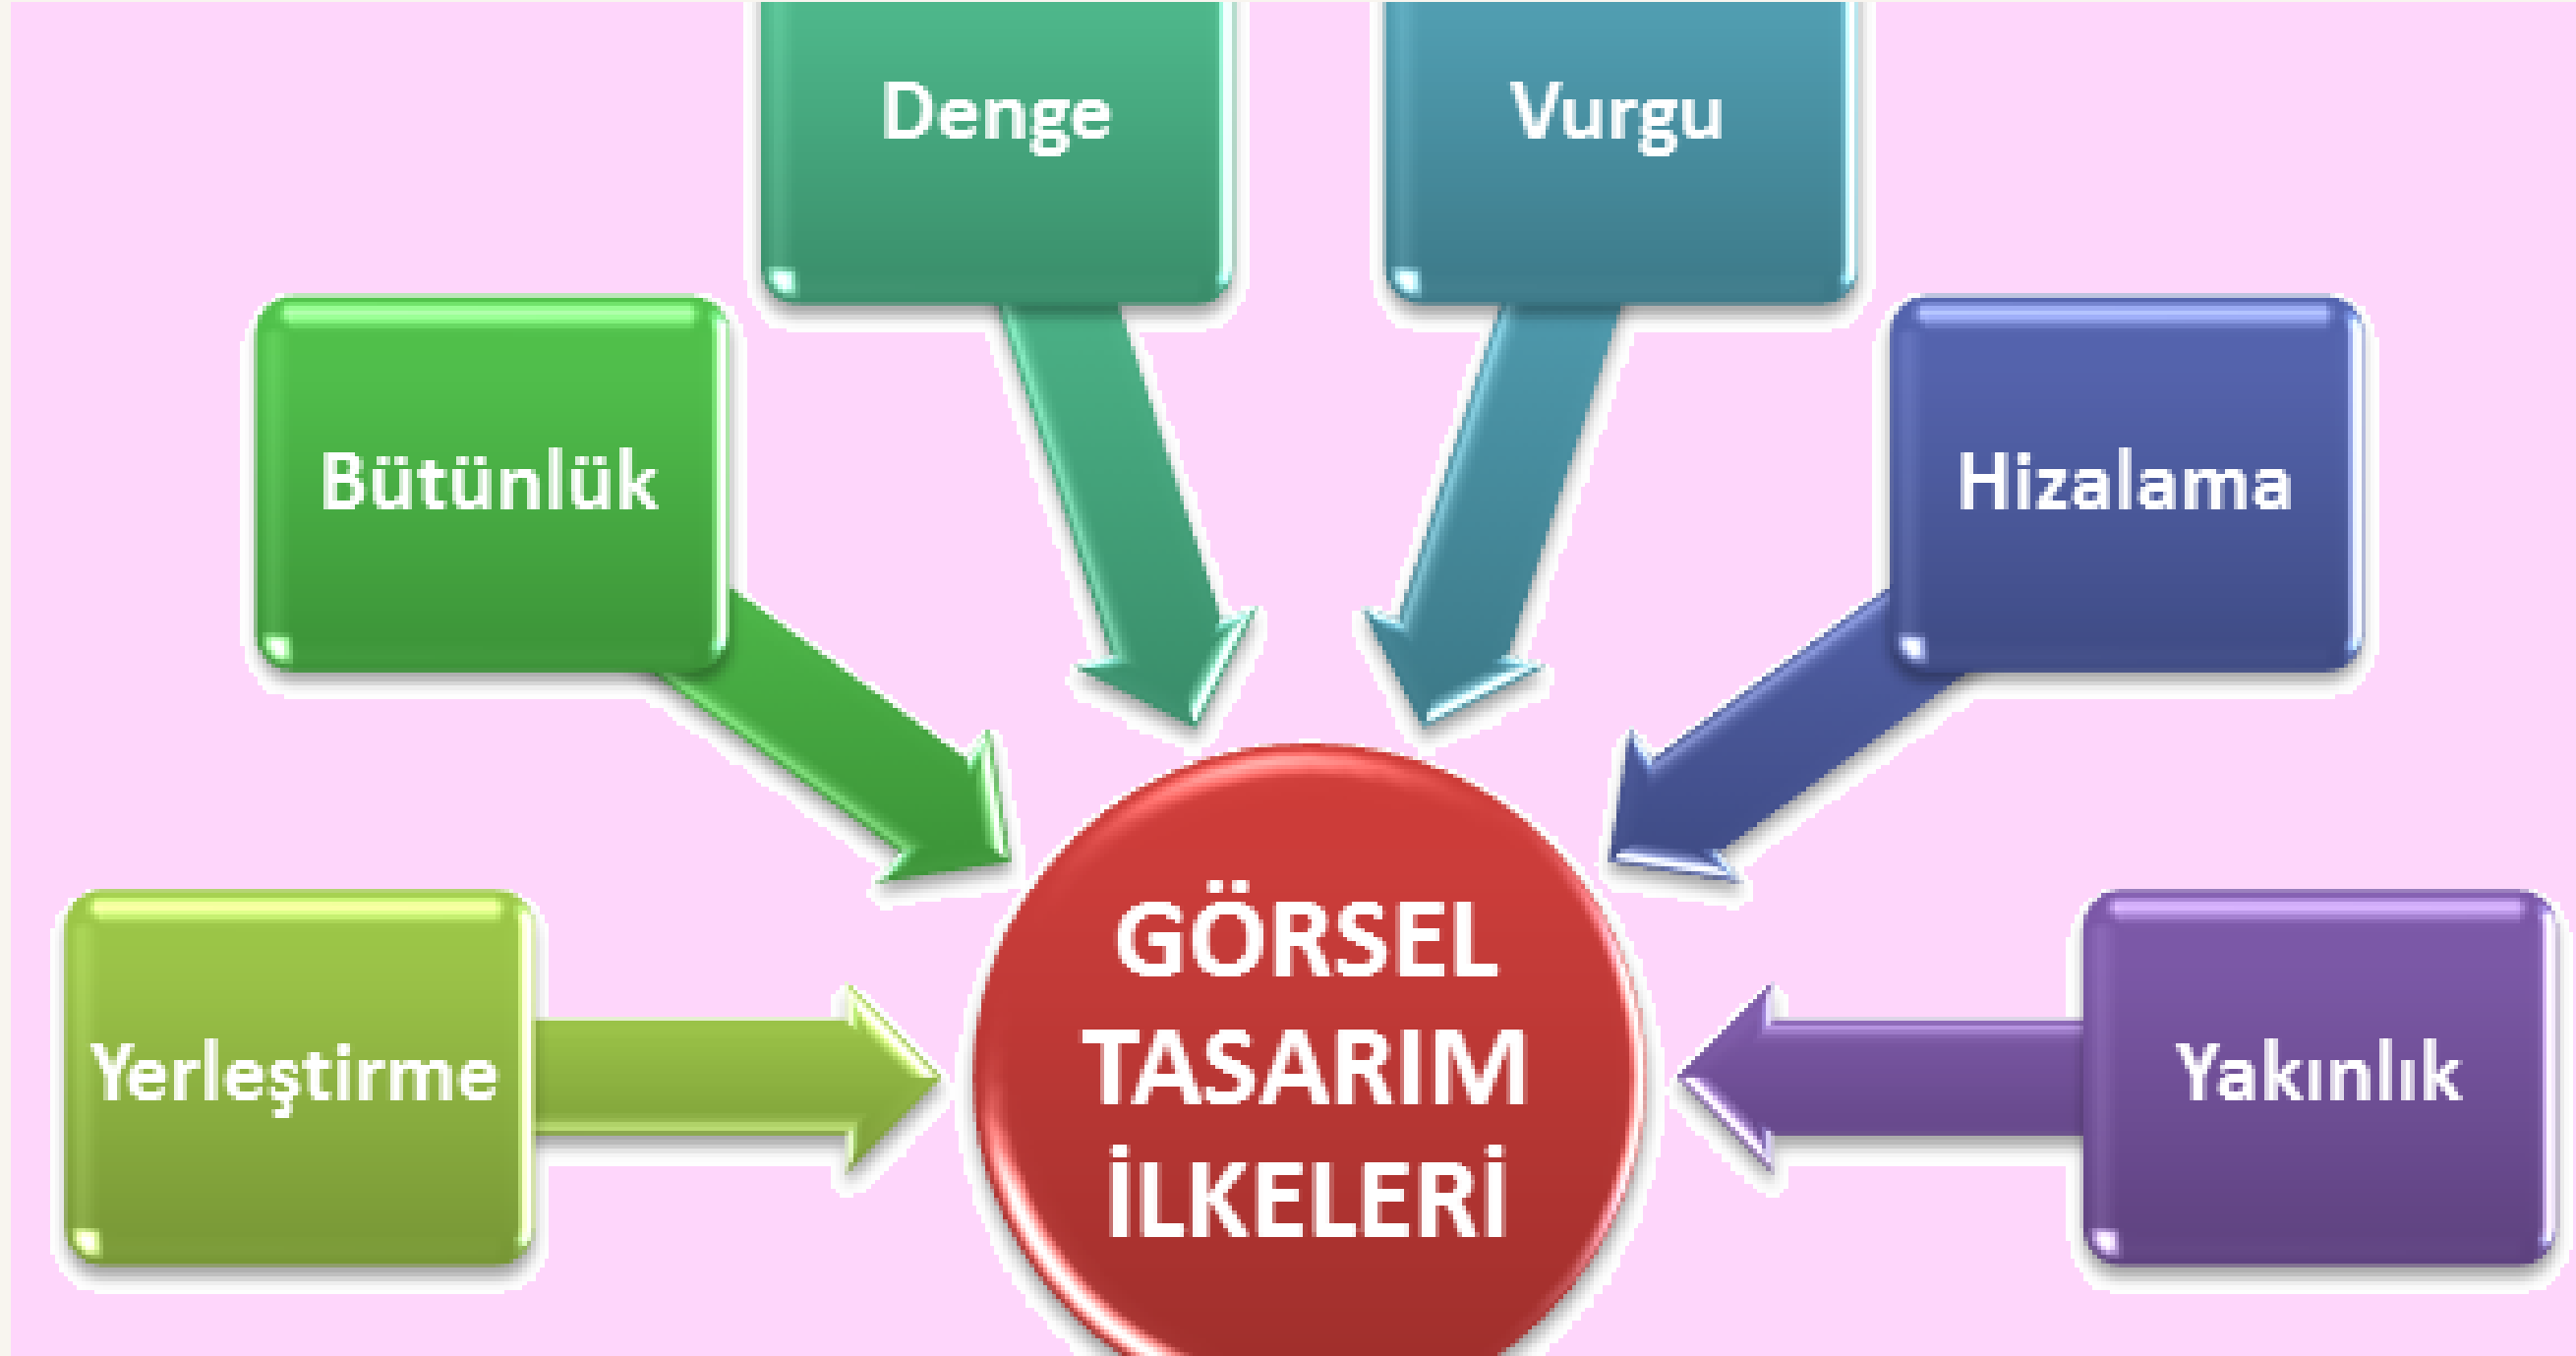 Denge
Vurgu
Bütünlük
Hizalama
Yerleştirme
GÖRSEL
TASARIM
İLKELERİ
Yakınlık